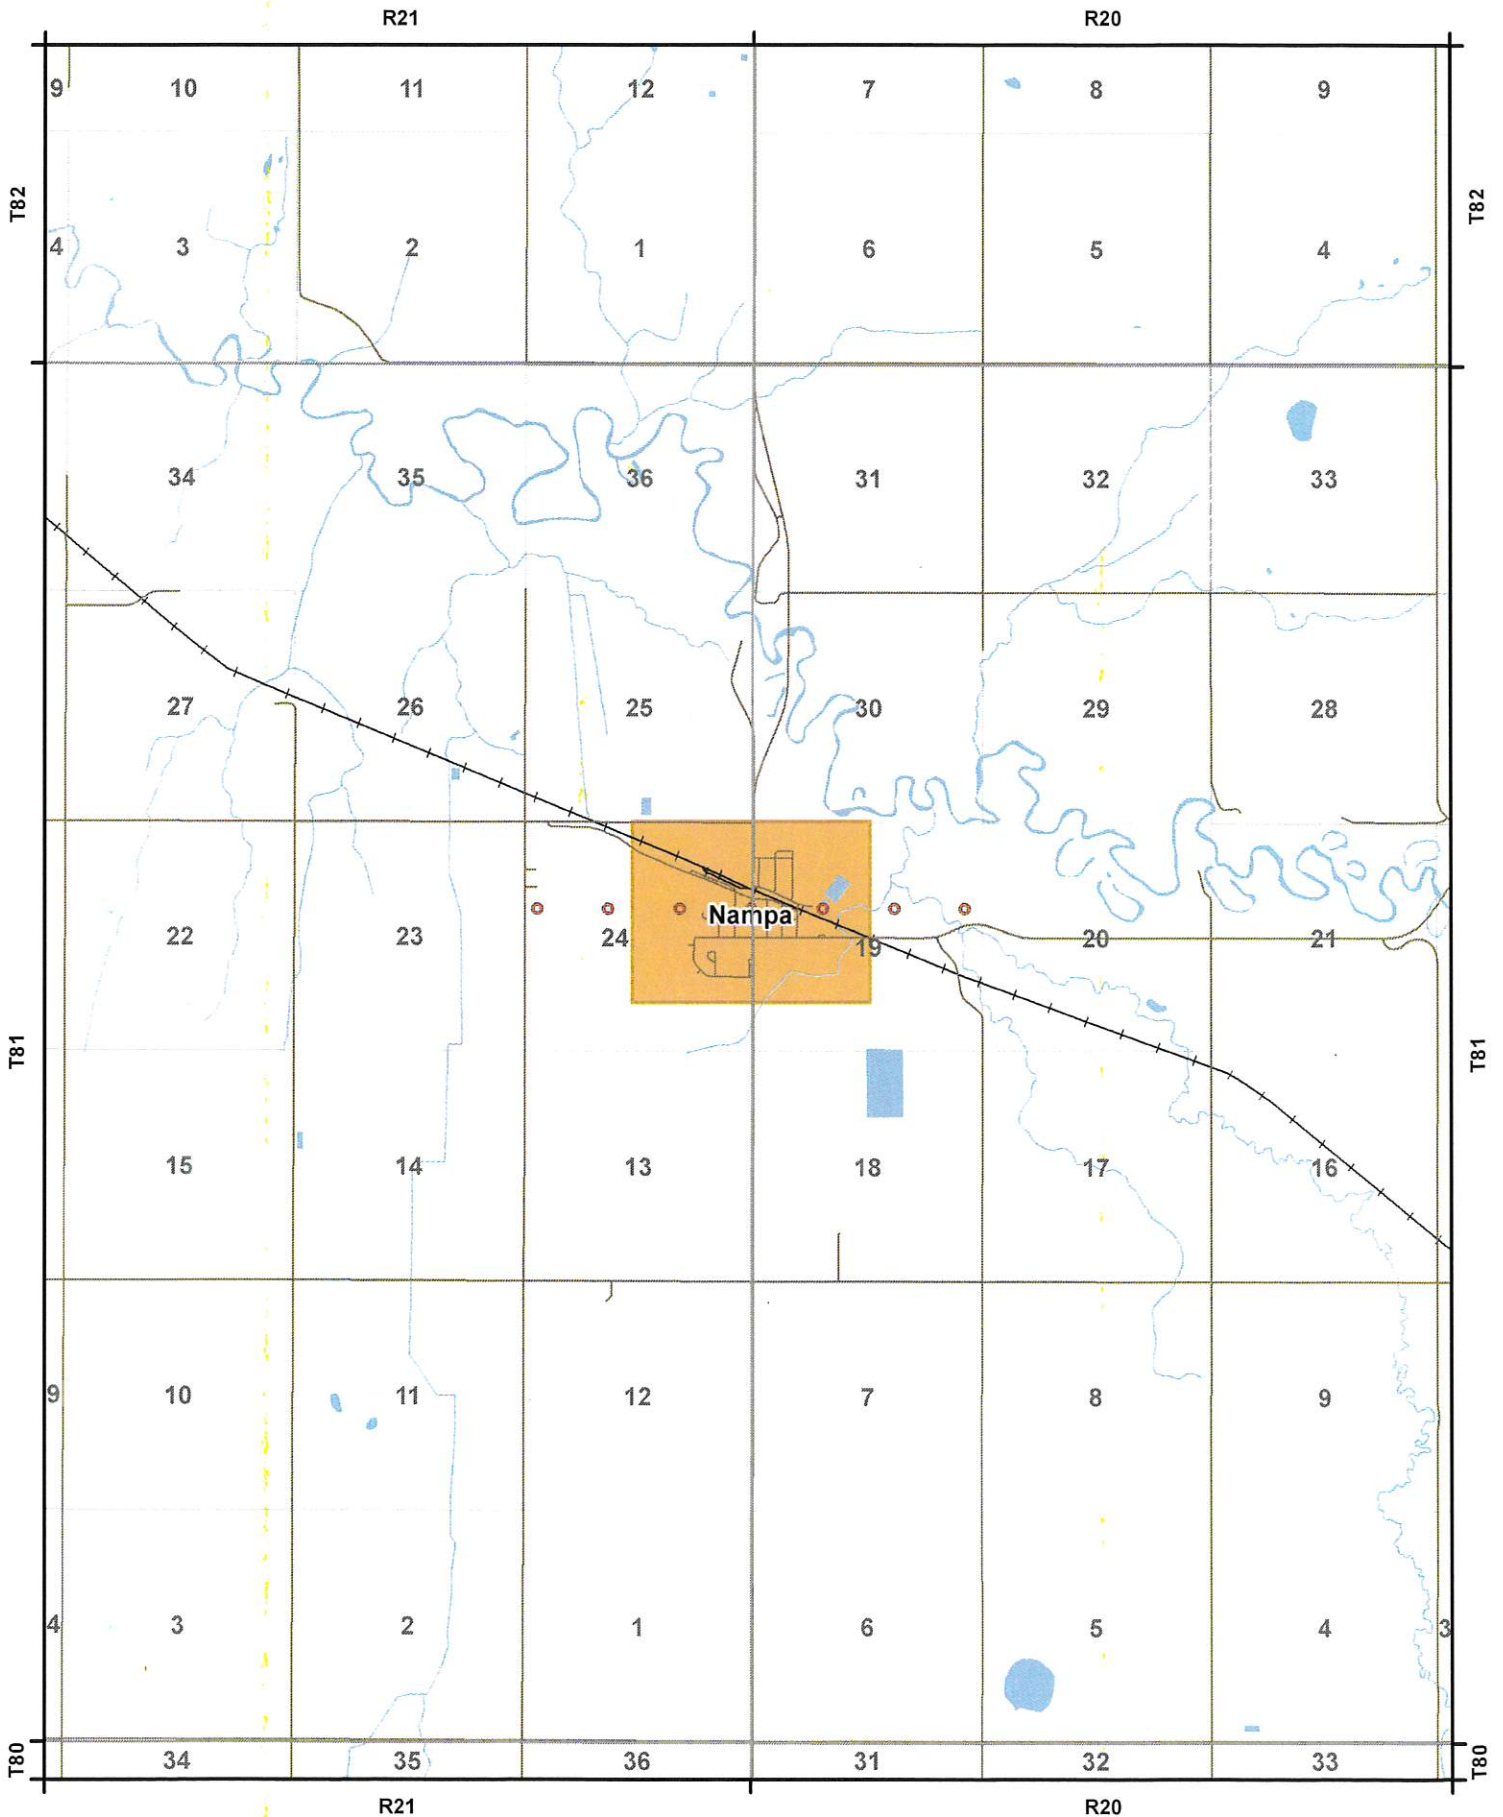 R21 R20
9 10 11 12 7 8 9
T82 T82
4 3 2 1 6 5 4
34 35 36 31 32 33
27 26 25 30 29 28
Nampa
22 23 24 19 20 21
T81 T81
15 14 13 18 17 16
9 10 11 12 7 8 9
4 3 2 1 6 5 4 3
T80 34 35 36 31 32 33 T80
R21 R20